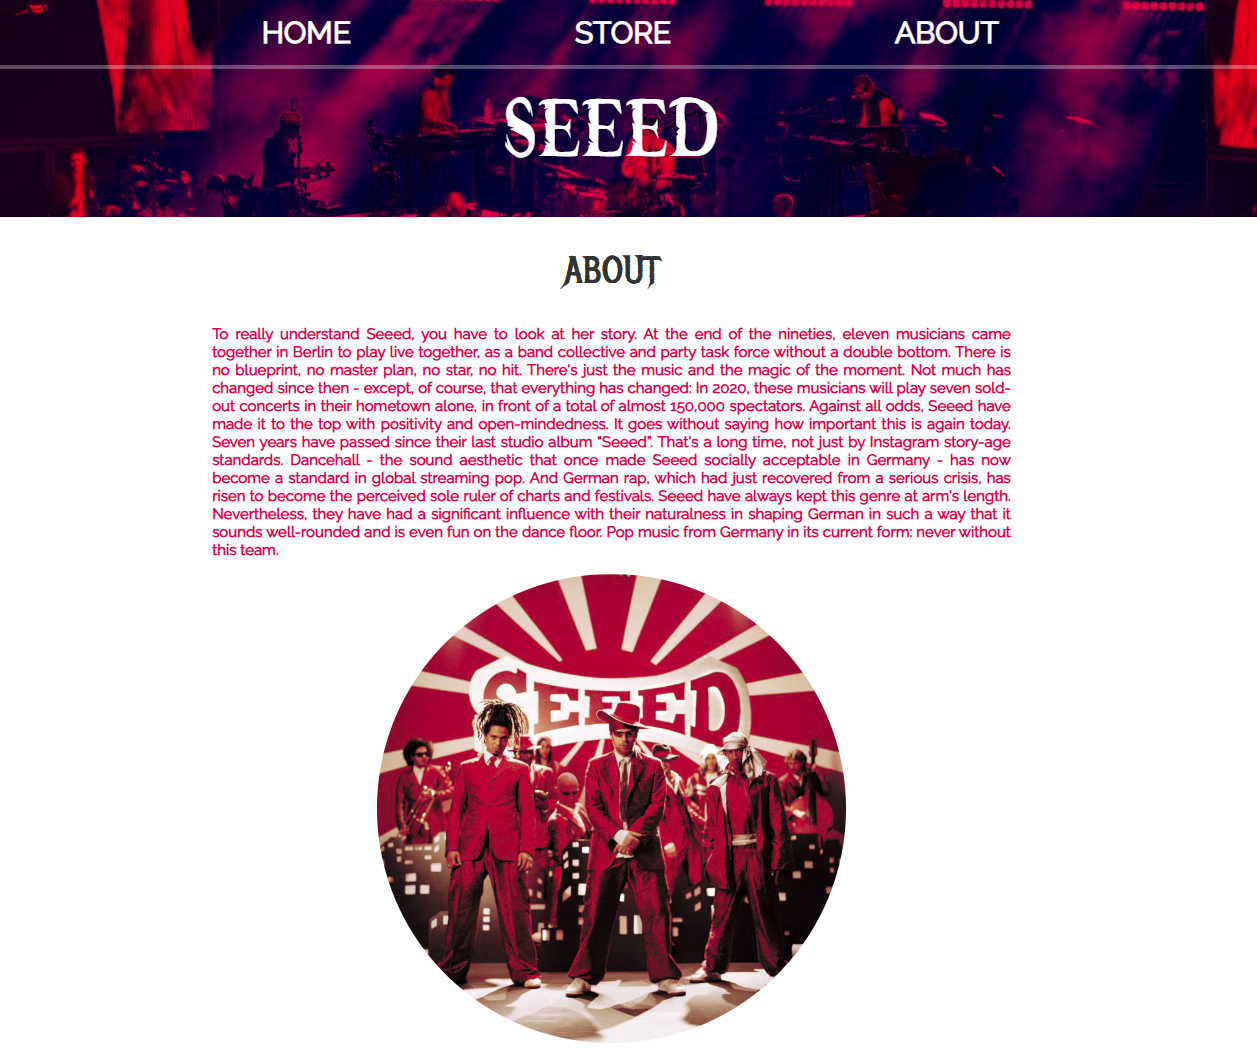 HOME STORE ABOUT
SEEED
ABOUT
To really understand Seeed, you have to look at her story. At the end of the nineties, eleven musicians came
together in Berlin to play live together, as a band collective and party task force without a double bottom. There is
no blueprint, no master plan, no star, no hit. There's just the music and the magic of the moment. Not much has
changed since then - except, of course, that everything has changed: In 2020, these musicians will play seven sold-
out concerts in their hometown alone, in front of a total of almost 150,000 spectators. Against all odds, Seeed have
made it to the top with positivity and open-mindedness. It goes without saying how important this is again today.
Seven years have passed since their last studio album “Seeed”. That's a long time, not just by Instagram story-age
standards. Dancehall - the sound aesthetic that once made Seeed socially acceptable in Germany - has now
become a standard in global streaming pop. And German rap, which had just recovered from a serious crisis, has
risen to become the perceived sole ruler of charts and festivals. Seeed have always kept this genre at arm's length.
Nevertheless, they have had a significant influence with their naturalness in shaping German in such a way that it
sounds well-rounded and is even fun on the dance floor. Pop music from Germany in its current form: never without
this team.
SEEED